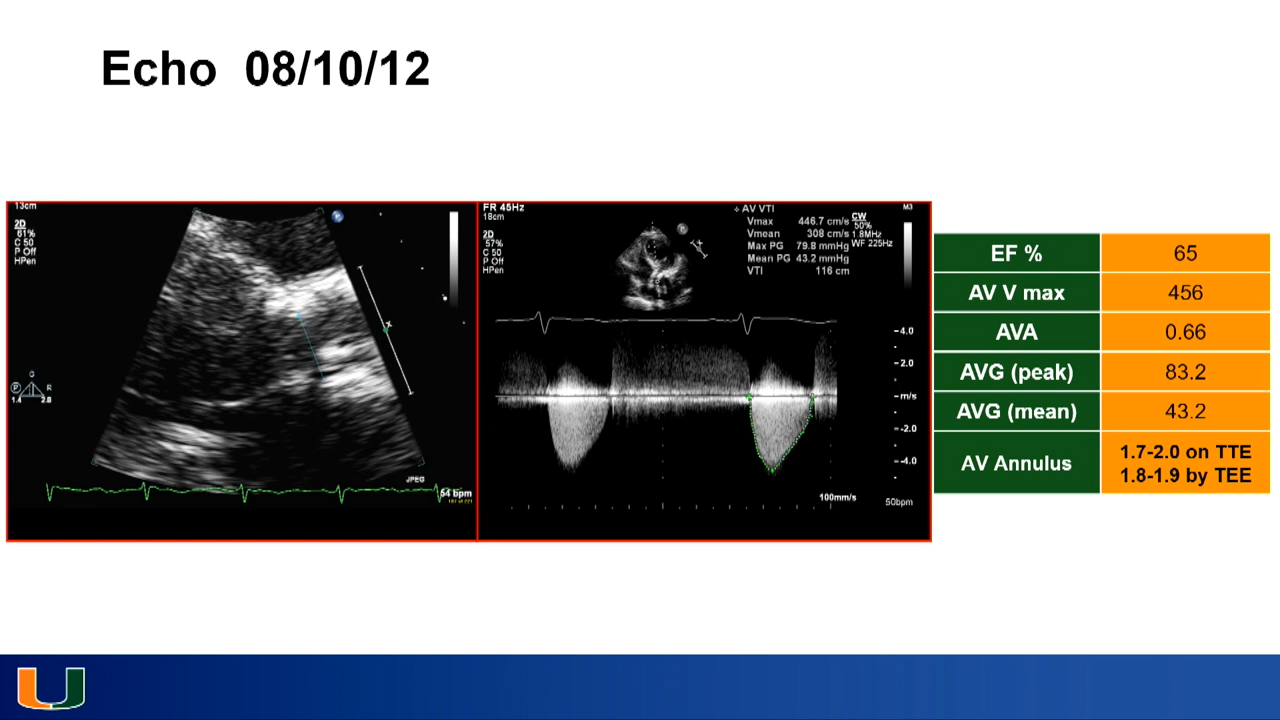 Echo 08/10/12
13cm
2D
61%
C 50
P Off
HPen
P
G
R
1.4 2.8
JPEG
54 bpm
FR 45Hz
18cm
2D
57%
C 50
P Off
HPen
AV VTI
Vmax 446.7 cm/s
Vmean 308 cm/s
Max PG 79.8 mmHg
Mean PG 43.2 mmHg
VTI 116 cm
CW
50%
1.8MHz
WF 225Hz
M3
4.0
2.0
m/s
-2.0
-4.0
100mm/s
50bpm
EF % 65
AV V max 456
AVA 0.66
AVG (peak) 83.2
AVG (mean) 43.2
AV Annulus 1.7-2.0 on TTE
1.8-1.9 by TEE